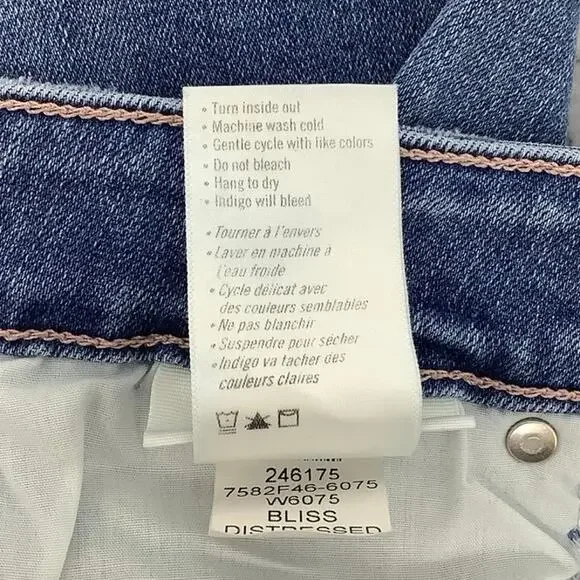 • Turn inside out
• Machine wash cold
• Gentle cycle with like colors
• Do not bleach
• Hang to dry
• Indigo will bleed
• Tourner à l'envers
• Laver en machine à
l'eau froide
• Cycle délicat avec
des couleurs semblables
• Ne pas blanchir
• Suspendre pour sécher
• Indigo va tacher des
couleurs claires
246175
7582F46-6075
W6075
BLISS
DISTRESSED